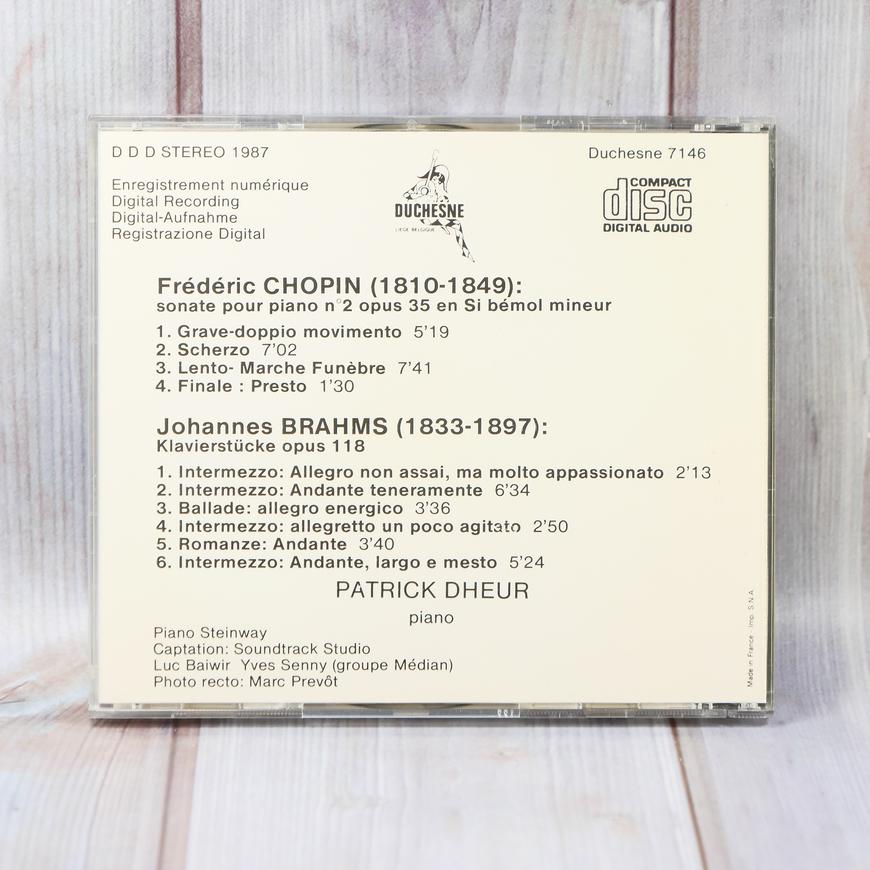 D D D STEREO 1987
Duchesne 7146
Enregistrement numérique
Digital Recording
Digital-Aufnahme
Registrazione Digital
DUCHESNE
LIEGE BELGIQUE
COMPACT
disc
DIGITAL AUDIO
Frédéric CHOPIN (1810-1849):
sonate pour piano n°2 opus 35 en Si bémol mineur
1. Grave-doppio movimento 5'19
2. Scherzo 7'02
3. Lento- Marche Funèbre 7'41
4. Finale : Presto 1'30
Johannes BRAHMS (1833-1897):
Klavierstücke opus 118
1. Intermezzo: Allegro non assai, ma molto appassionato 2'13
2. Intermezzo: Andante teneramente 6'34
3. Ballade: allegro energico 3'36
4. Intermezzo: allegretto un poco agitato 2'50
5. Romanze: Andante 3'40
6. Intermezzo: Andante, largo e mesto 5'24
PATRICK DHEUR
piano
Piano Steinway
Captation: Soundtrack Studio
Luc Baiwir Yves Senny (groupe Médian)
Photo recto: Marc Prevôt
Made in France Imp. S.N.A.